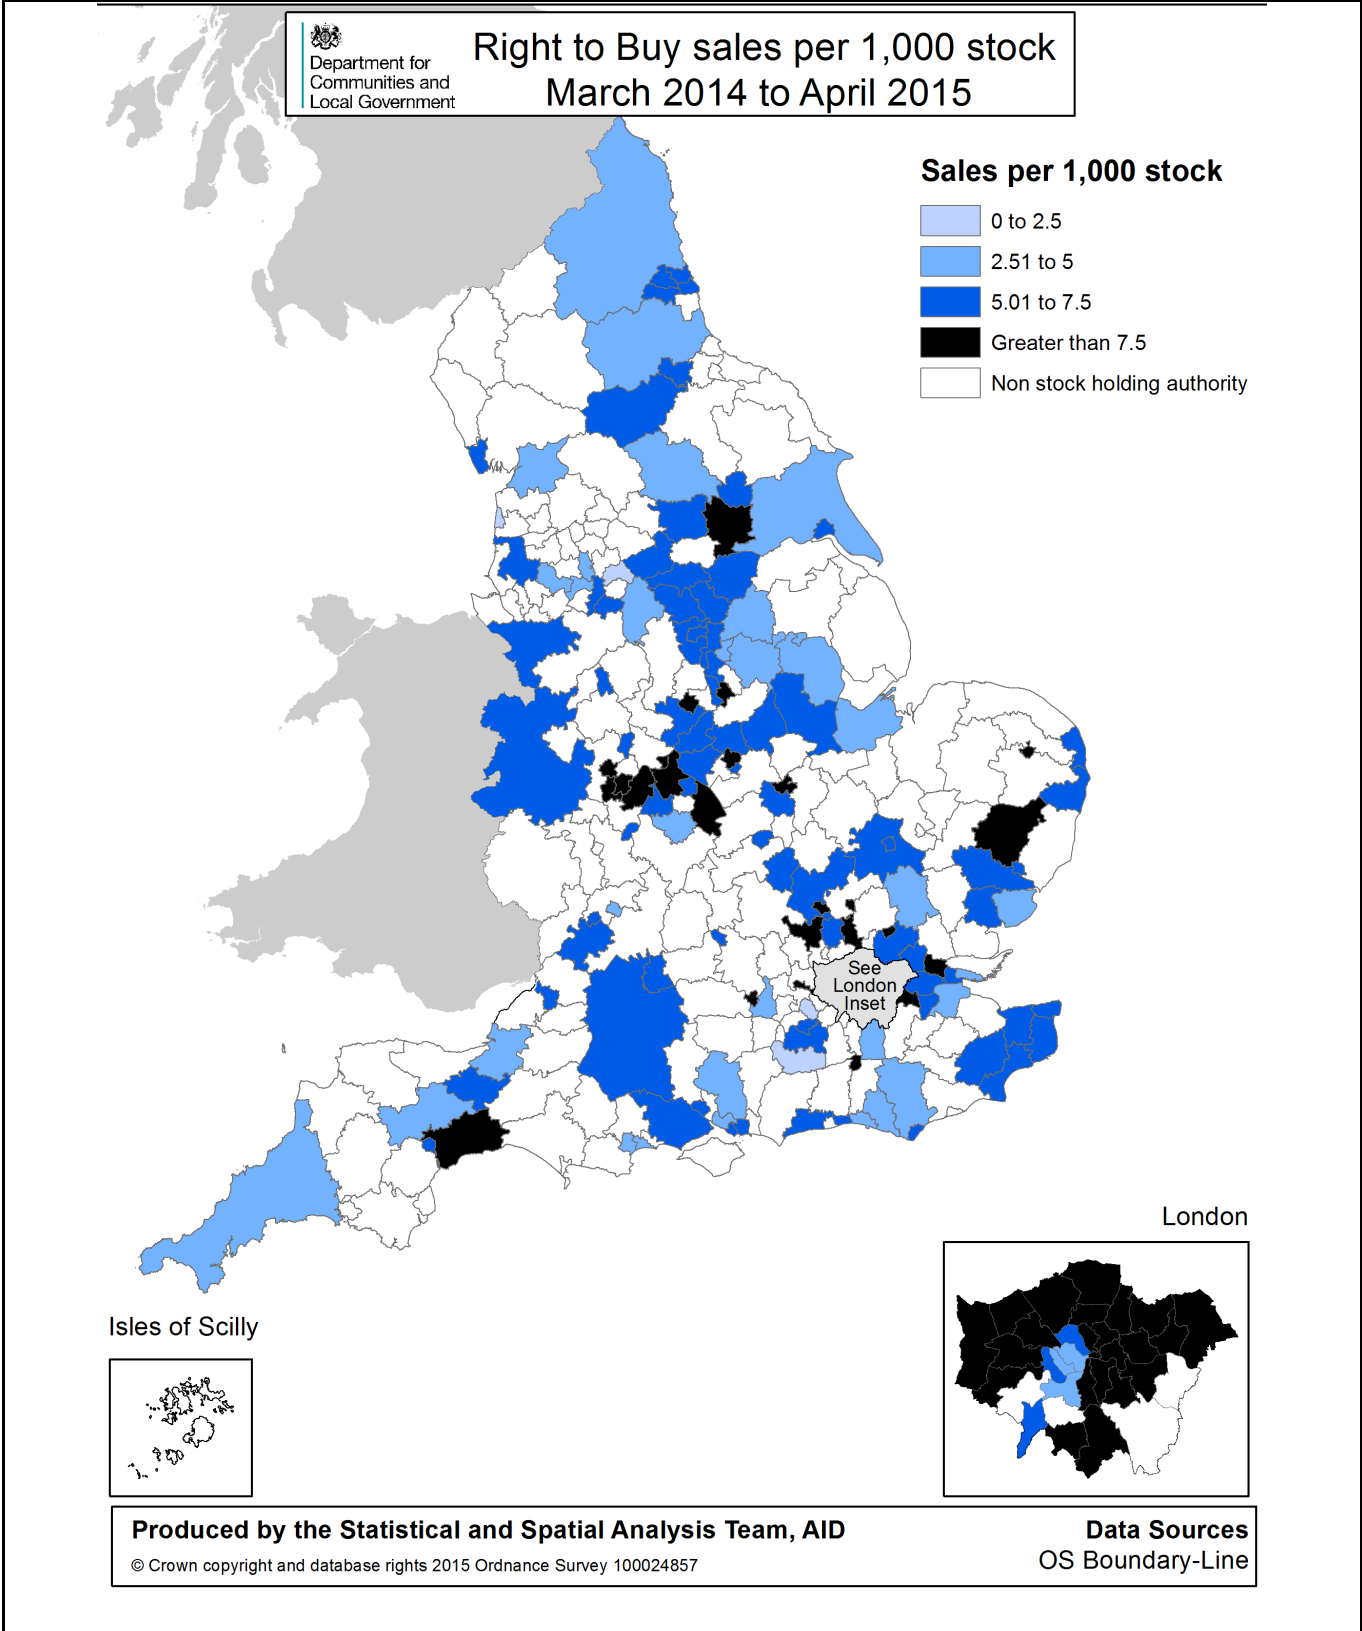 Department for
Communities and
Local Government
Right to Buy sales per 1,000 stock
March 2014 to April 2015
Sales per 1,000 stock
0 to 2.5
2.51 to 5
5.01 to 7.5
Greater than 7.5
Non stock holding authority
See
London
Inset
London
Isles of Scilly
Produced by the Statistical and Spatial Analysis Team, AID
© Crown copyright and database rights 2015 Ordnance Survey 100024857
Data Sources
OS Boundary-Line